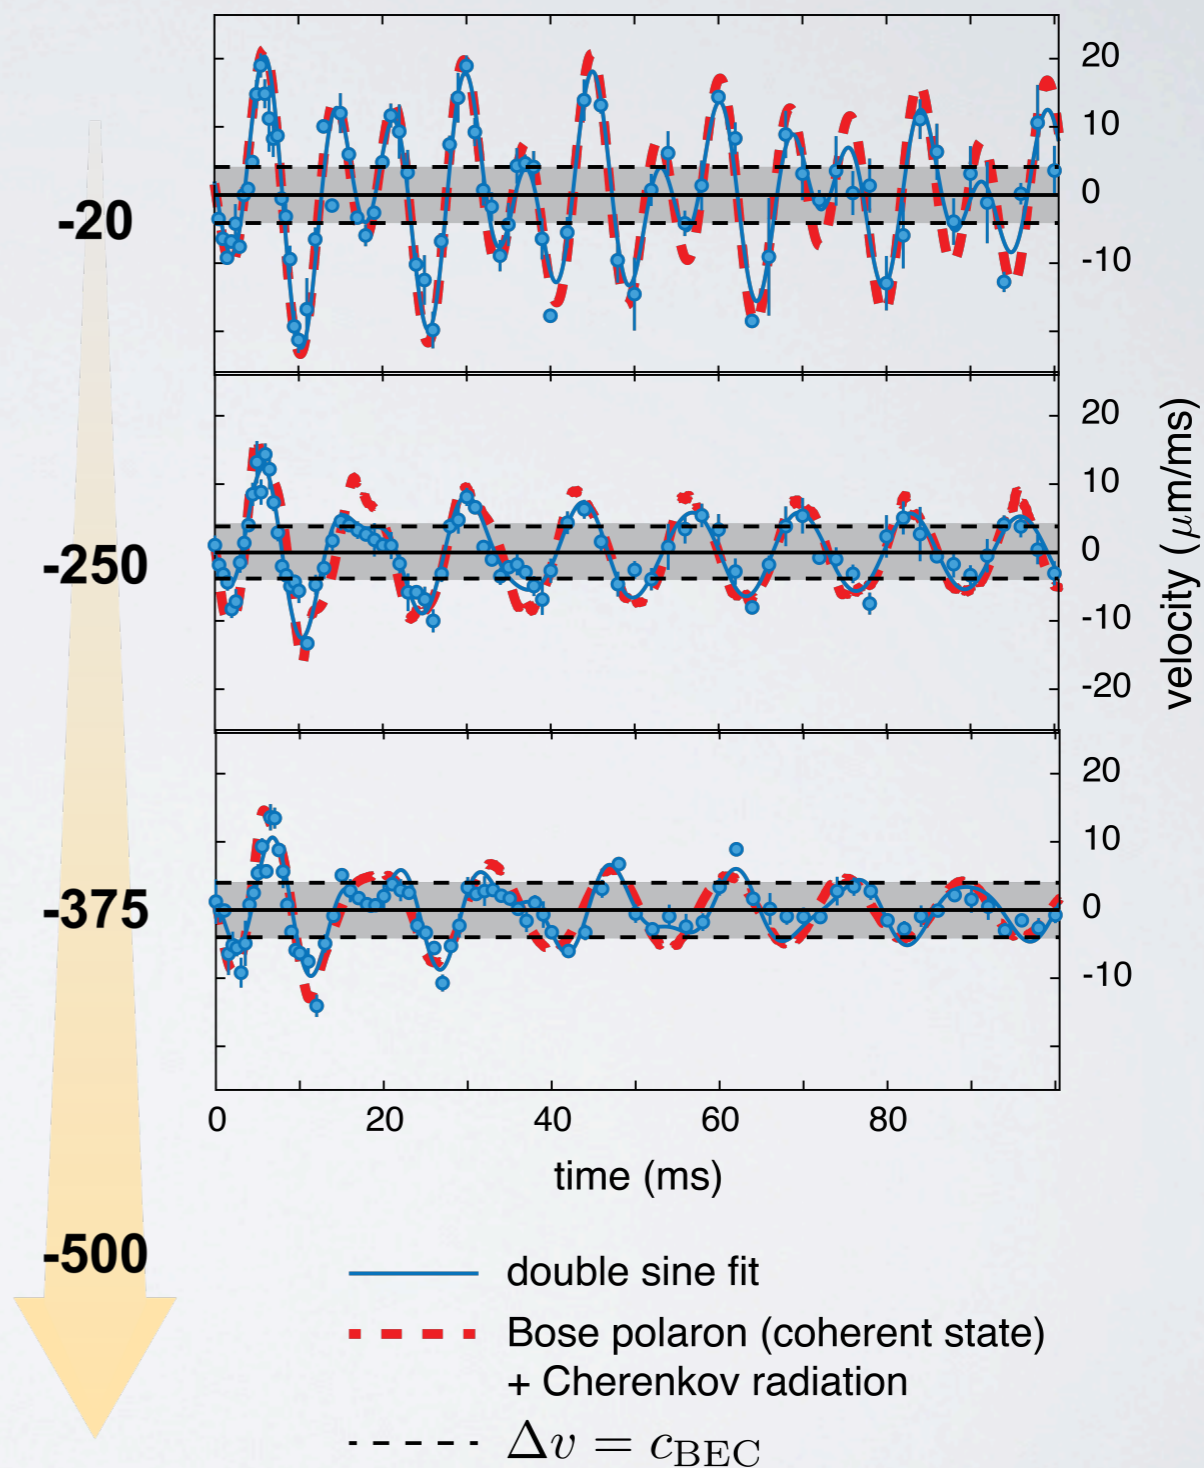 20
10
0
-10
-20
20
10
0
-10
-20
-250
velocity (μm/ms)
20
10
0
-10
-375
0 20 40 60 80
time (ms)
-500
double sine fit
Bose polaron (coherent state)
+ Cherenkov radiation
Δv = c_BEC